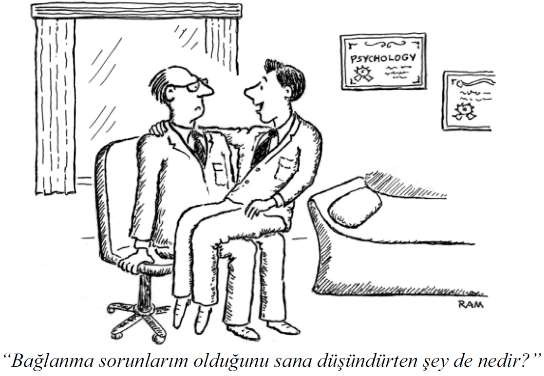 PSYCHOLOGY
RAM
“Bağlanma sorunlarım olduğunu sana düşündürten şey de nedir?”